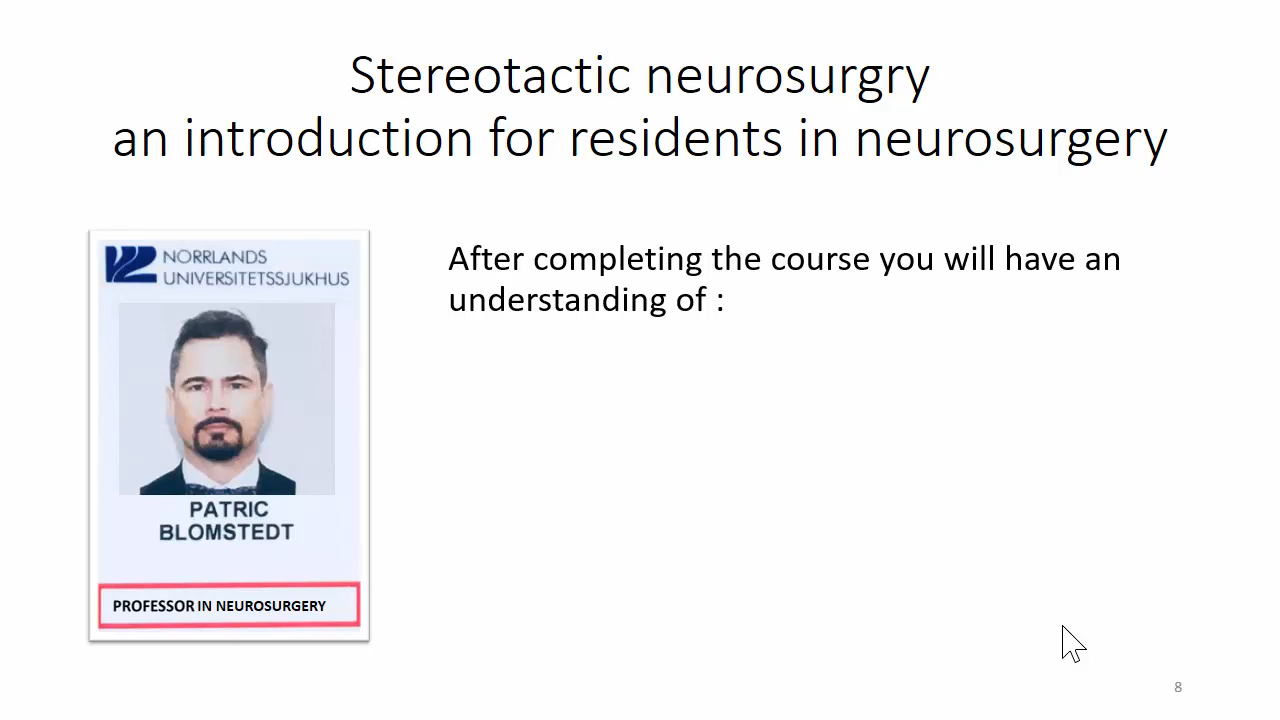 Stereotactic neurosurgry
an introduction for residents in neurosurgery
NORRLANDS
UNIVERSITETSSJUKHUS
PATRIC
BLOMSTEDT
PROFESSOR IN NEUROSURGERY
After completing the course you will have an
understanding of :
8